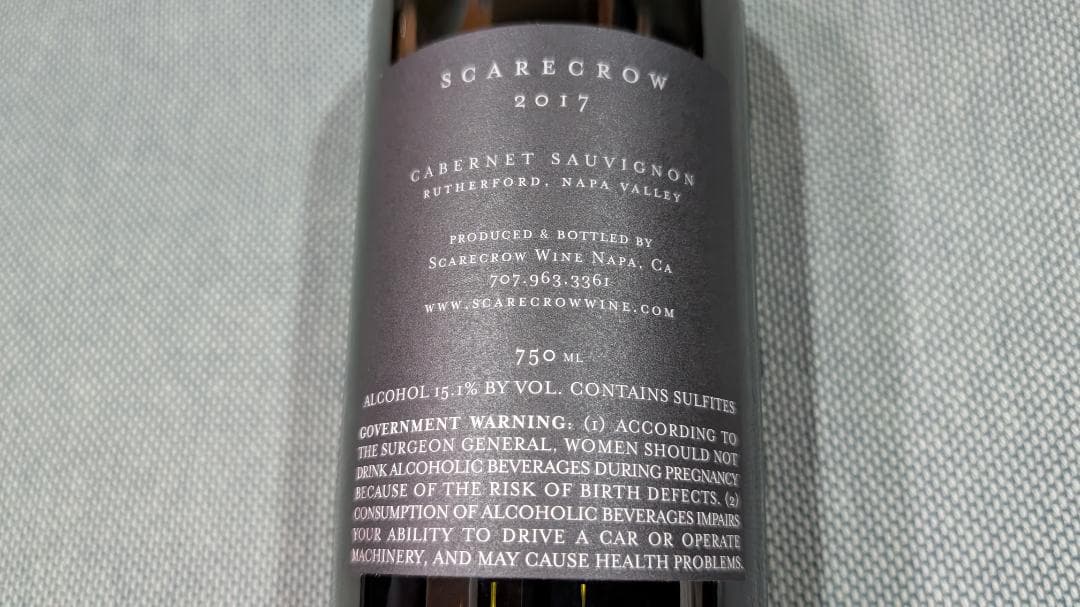 SCARECROW
2017
CABERNET SAUVIGNON
RUTHERFORD, NAPA VALLEY
PRODUCED & BOTTLED BY
SCARECROW WINE NAPA, CA
707.963.3361
WWW.SCARECROWWINE.COM
750 ML
ALCOHOL 15.1% BY VOL. CONTAINS SULFITES
GOVERNMENT WARNING: (1) ACCORDING TO
THE SURGEON GENERAL, WOMEN SHOULD NOT
DRINK ALCOHOLIC BEVERAGES DURING PREGNANCY
BECAUSE OF THE RISK OF BIRTH DEFECTS. (2)
CONSUMPTION OF ALCOHOLIC BEVERAGES IMPAIRS
YOUR ABILITY TO DRIVE A CAR OR OPERATE
MACHINERY, AND MAY CAUSE HEALTH PROBLEMS.